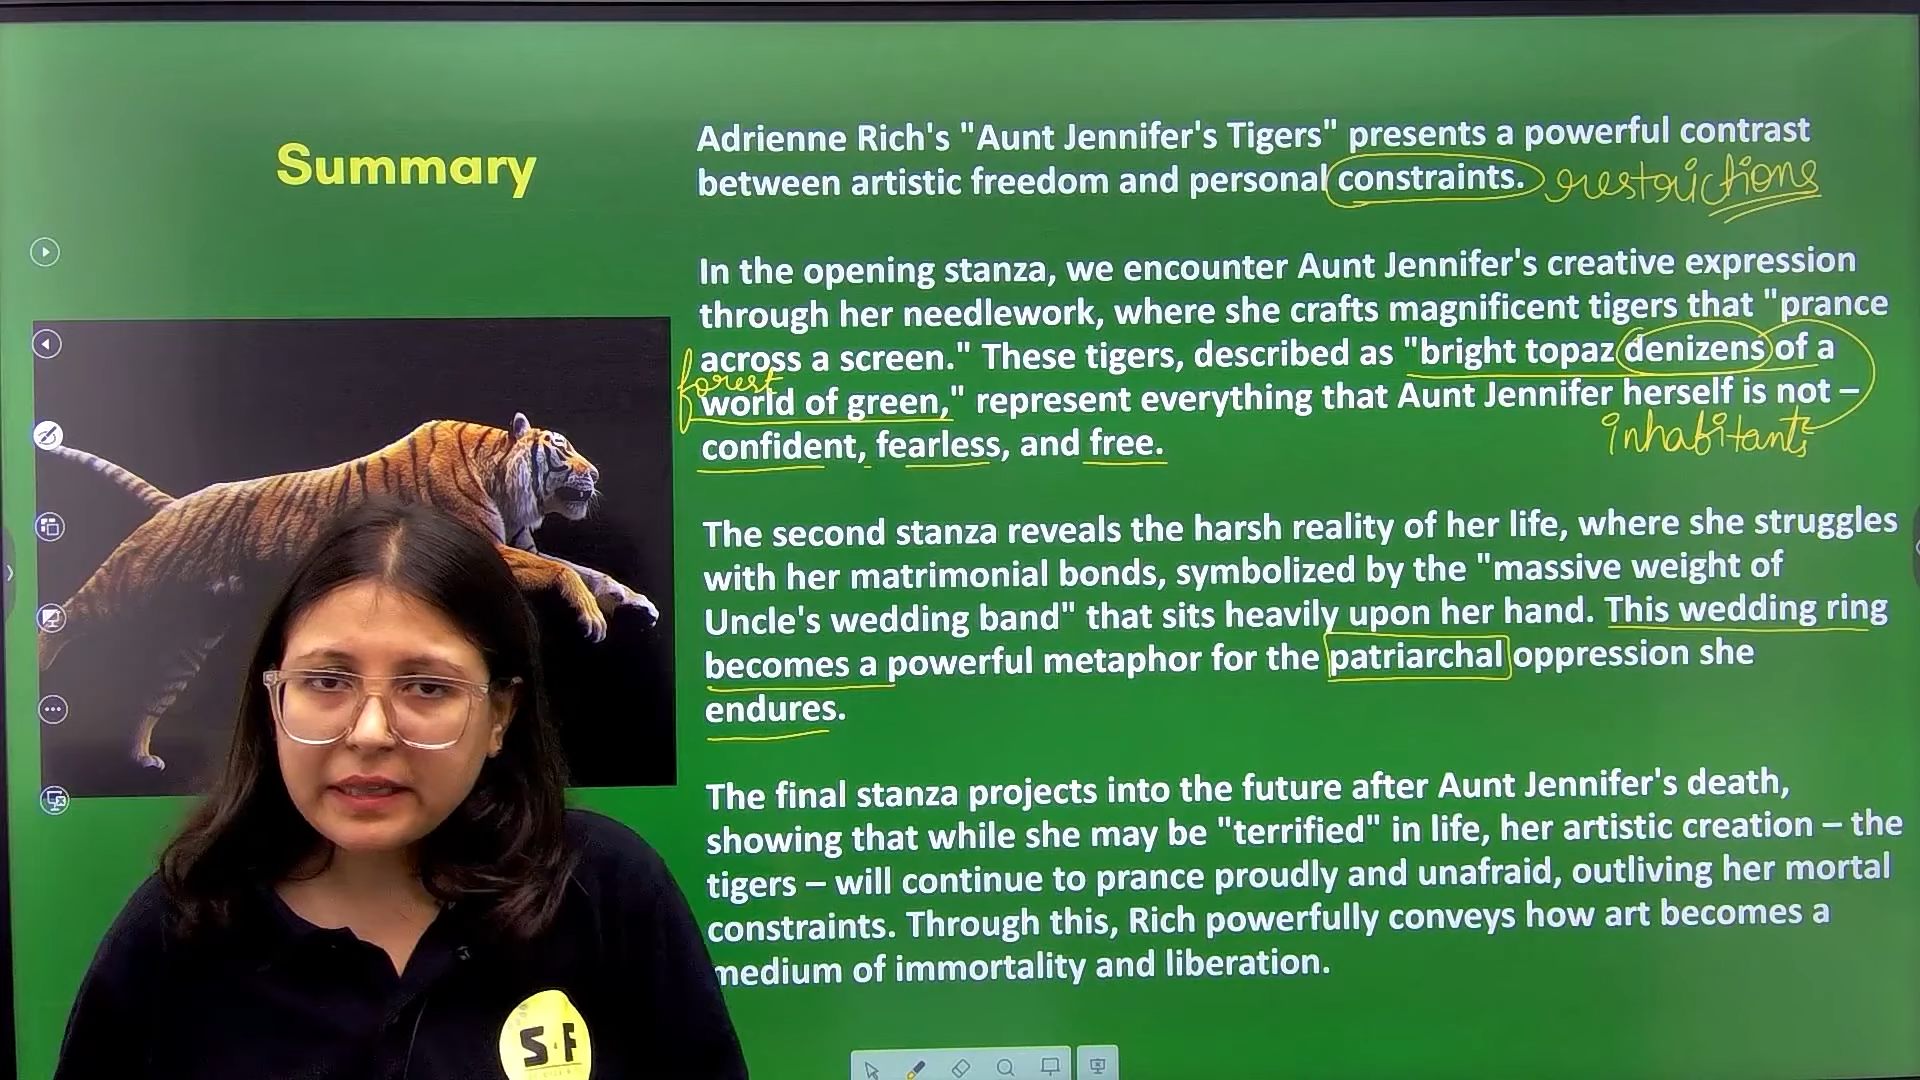 Summary
Adrienne Rich's "Aunt Jennifer's Tigers" presents a powerful contrast
between artistic freedom and personal constraints. restrictions
In the opening stanza, we encounter Aunt Jennifer's creative expression
through her needlework, where she crafts magnificent tigers that "prance
across a screen." These tigers, described as "bright topaz denizens of a
forest
world of green," represent everything that Aunt Jennifer herself is not –
inhabitants
confident, fearless, and free.
The second stanza reveals the harsh reality of her life, where she struggles
with her matrimonial bonds, symbolized by the "massive weight of
Uncle's wedding band" that sits heavily upon her hand. This wedding ring
becomes a powerful metaphor for the patriarchal oppression she
endures.
The final stanza projects into the future after Aunt Jennifer's death,
showing that while she may be "terrified" in life, her artistic creation – the
tigers – will continue to prance proudly and unafraid, outliving her mortal
constraints. Through this, Rich powerfully conveys how art becomes a
medium of immortality and liberation.
S·F